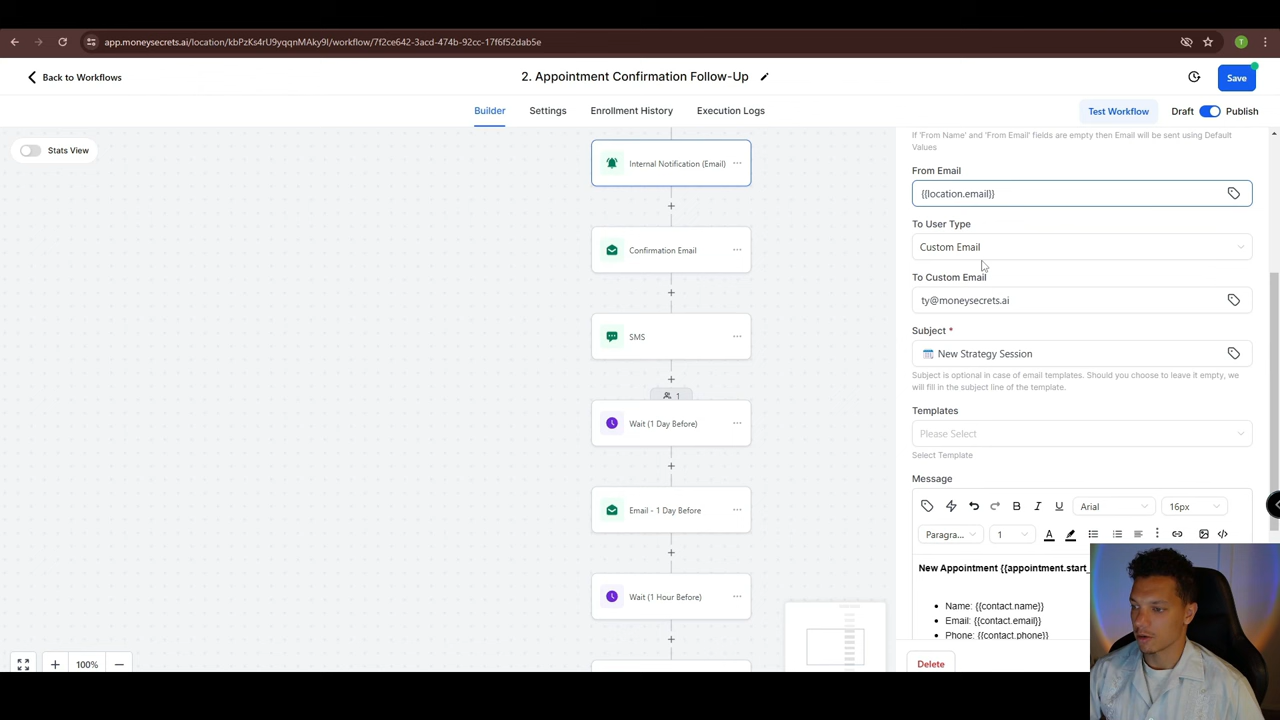 app.moneysecrets.ai/location/kbPzKs4rU9yqqnMAky9I/workflow/7f2ce642-3acd-474b-92cc-17f6f52dab5e
T
Back to Workflows
2. Appointment Confirmation Follow-Up
Save
Builder
Settings
Enrollment History
Execution Logs
Test Workflow
Draft
Publish
Stats View
Internal Notification (Email)
Confirmation Email
SMS
1
Wait (1 Day Before)
Email - 1 Day Before
Wait (1 Hour Before)
100%
If 'From Name' and 'From Email' fields are empty then Email will be sent using Default
Values
From Email
{{location.email}}
To User Type
Custom Email
To Custom Email
ty@moneysecrets.ai
Subject *
New Strategy Session
Subject is optional in case of email templates. Should you choose to leave it empty, we
will fill in the subject line of the template.
Templates
Please Select
Select Template
Message
B I U Arial 16px
Paragra... 1 A
New Appointment {{appointment.start_
Name: {{contact.name}}
Email: {{contact.email}}
Phone: {{contact.phone}}
Delete